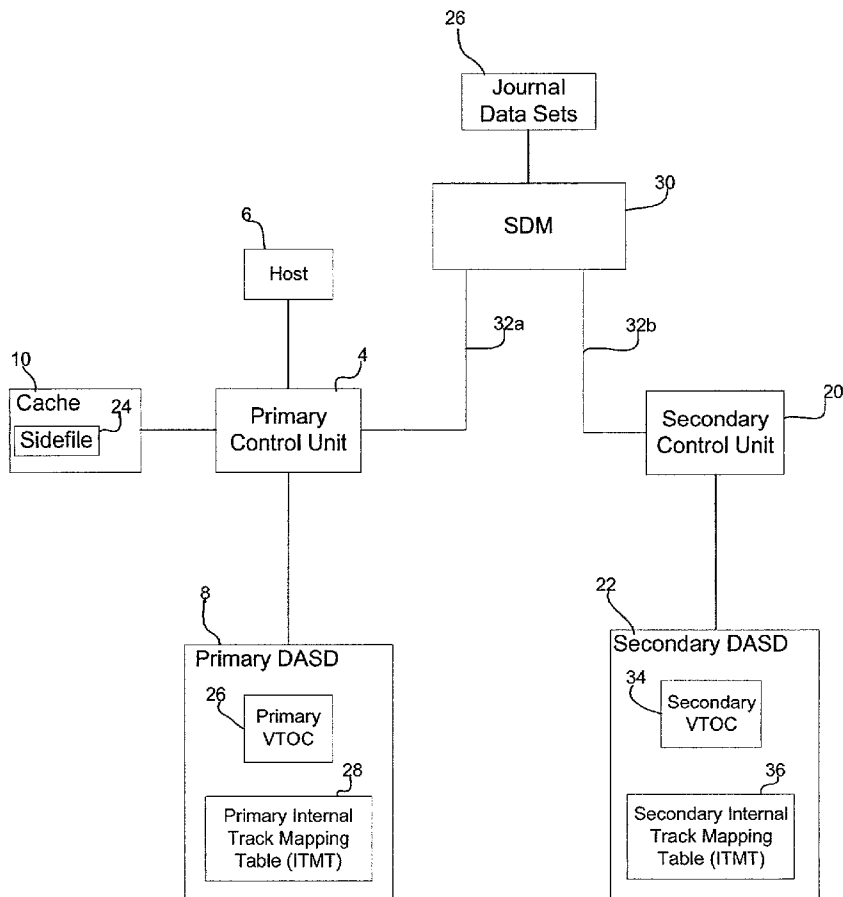 26
Journal
Data Sets
30
SDM
6
Host
32a
32b
10
Cache
24
Sidefile
4
Primary
Control Unit
20
Secondary
Control Unit
8
Primary DASD
26
Primary
VTOC
28
Primary Internal
Track Mapping
Table (ITMT)
22
Secondary DASD
34
Secondary
VTOC
36
Secondary Internal
Track Mapping
Table (ITMT)